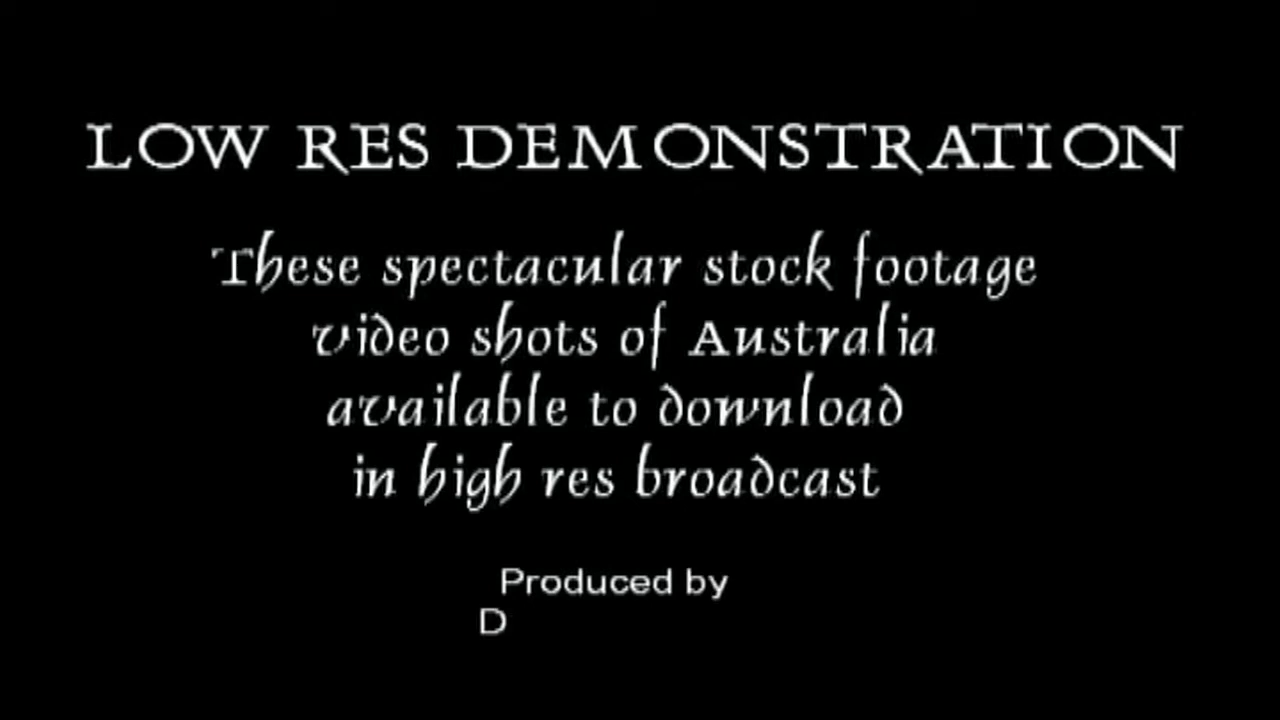 LOW RES DEMONSTRATION
These spectacular stock footage
video shots of Australia
available to download
in high res broadcast
Produced by
D